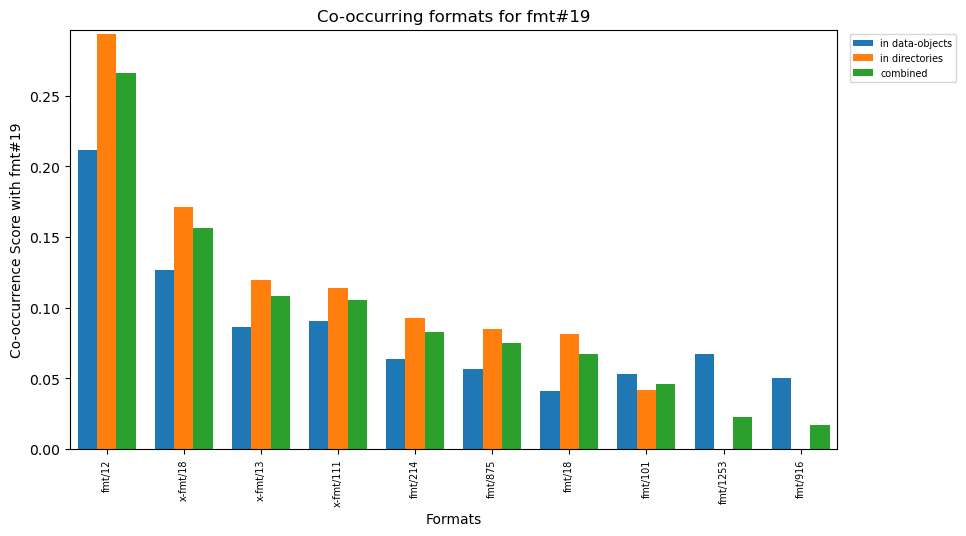 Co-occurring formats for fmt#19
in data-objects
in directories
combined
Co-occurrence Score with fmt#19
0.25
0.20
0.15
0.10
0.05
0.00
fmt/12
x-fmt/18
x-fmt/13
x-fmt/111
fmt/214
fmt/875
fmt/18
fmt/101
fmt/1253
fmt/916
Formats